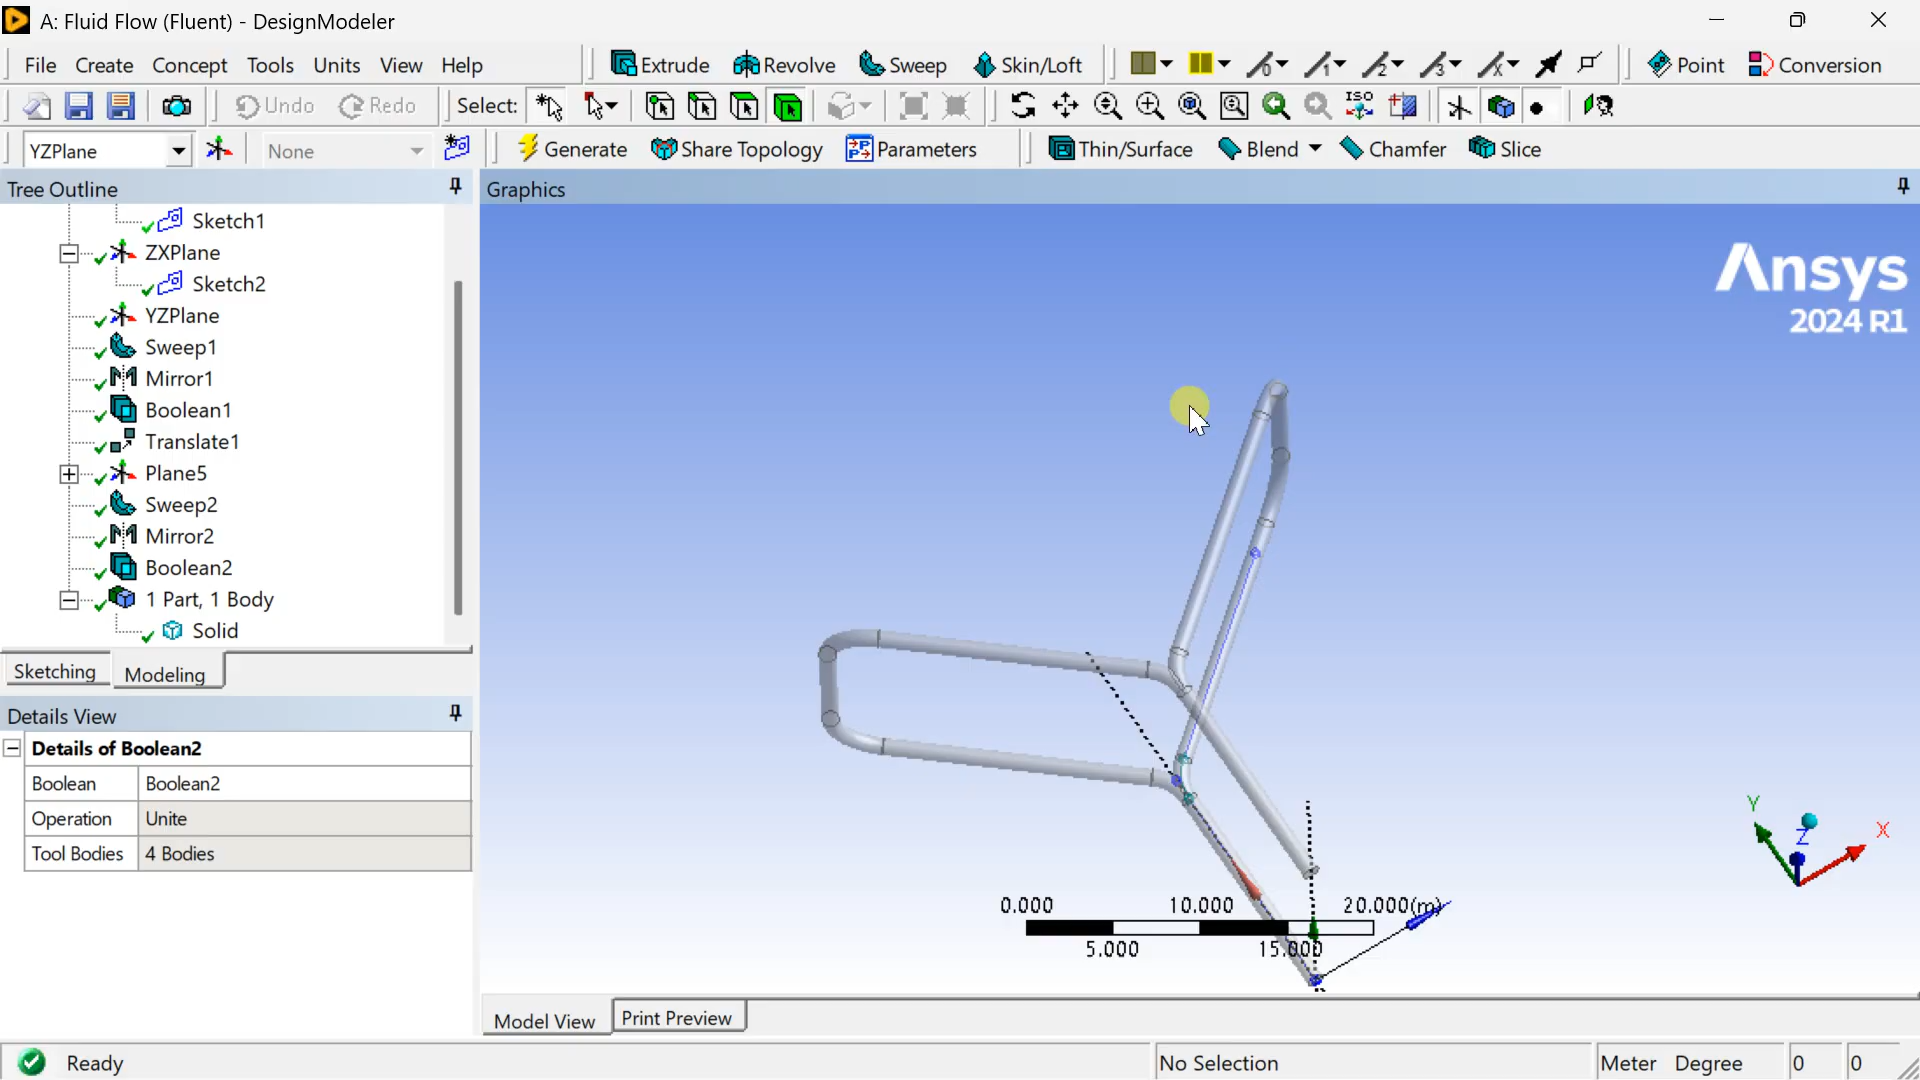 A: Fluid Flow (Fluent) - DesignModeler
File Create Concept Tools Units View Help
Extrude Revolve Sweep Skin/Loft
Point Conversion
Undo Redo Select:
ISO
YZPlane None
Generate Share Topology Parameters
Thin/Surface Blend Chamfer Slice
Tree Outline
Sketch1
ZXPlane
Sketch2
YZPlane
Sweep1
Mirror1
Boolean1
Translate1
Plane5
Sweep2
Mirror2
Boolean2
1 Part, 1 Body
Solid
Sketching Modeling
Details View
Details of Boolean2
Boolean Boolean2
Operation Unite
Tool Bodies 4 Bodies
Graphics
Ansys
2024 R1
Y
Z
X
0.000 10.000 20.000(m)
5.000 15.000
Model View Print Preview
Ready No Selection Meter Degree 0 0